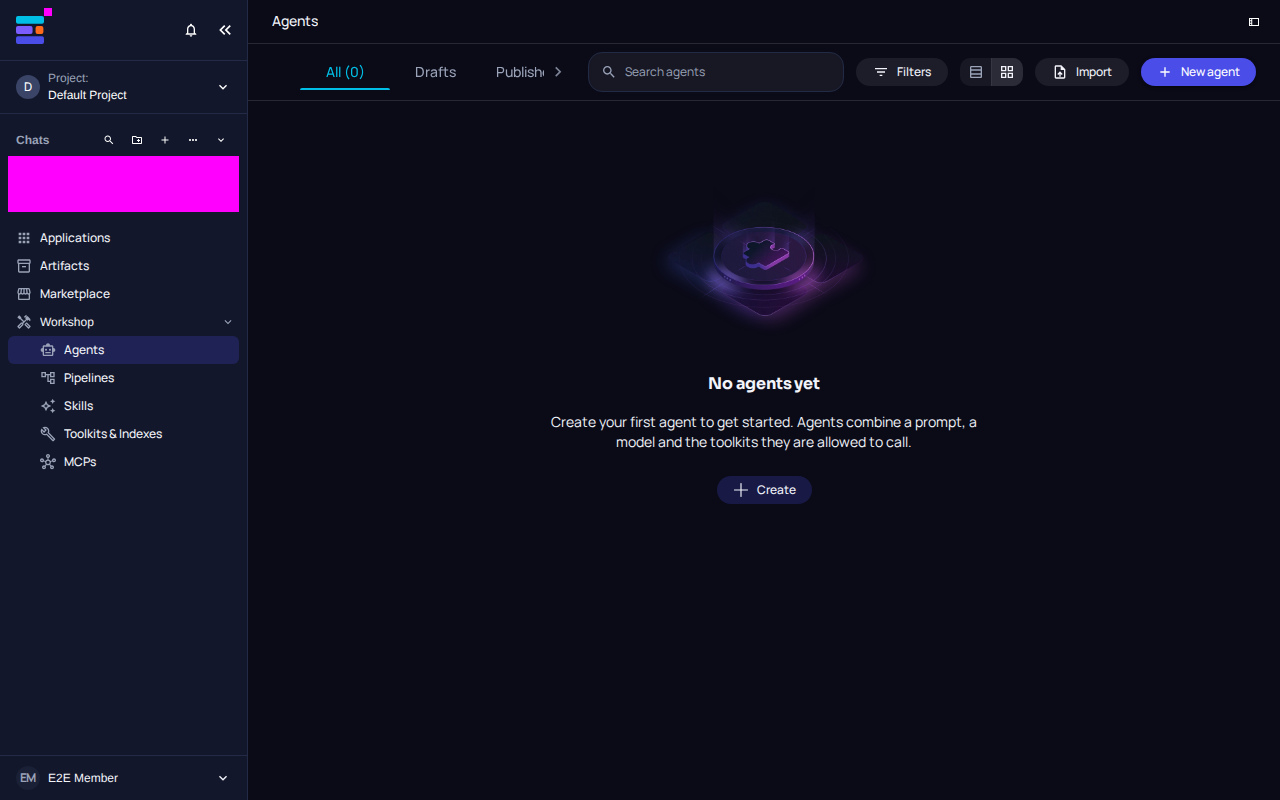 Agents
Project:
Default Project
Chats
Applications
Artifacts
Marketplace
Workshop
Agents
Pipelines
Skills
Toolkits & Indexes
MCPs
EM
E2E Member
All (0)
Drafts
Publishe
Search agents
Filters
Import
New agent
No agents yet
Create your first agent to get started. Agents combine a prompt, a
model and the toolkits they are allowed to call.
Create
D